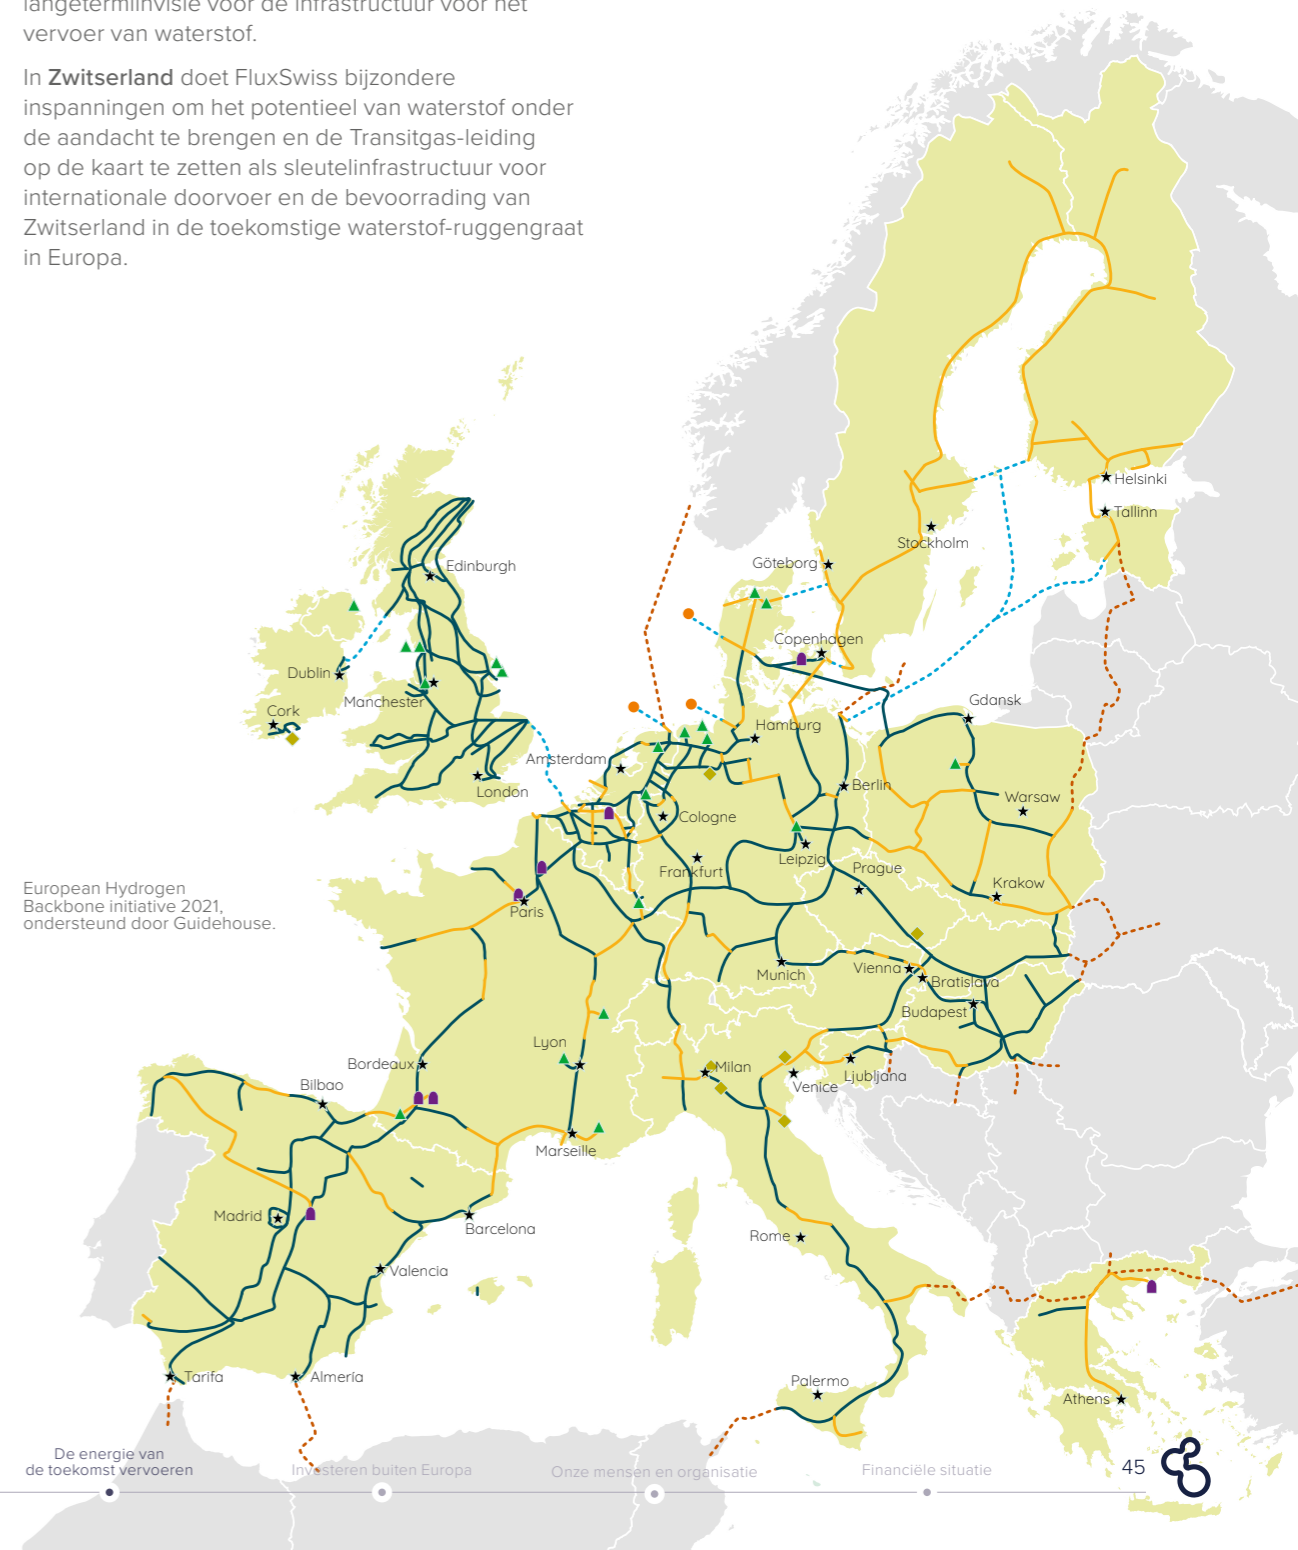 langetermijnvisie voor de infrastructuur voor het
vervoer van waterstof.
In Zwitserland doet FluxSwiss bijzondere
inspanningen om het potentieel van waterstof onder
de aandacht te brengen en de Transitgas-leiding
op de kaart te zetten als sleutelinfrastructuur voor
internationale doorvoer en de bevoorrading van
Zwitserland in de toekomstige waterstof-ruggengraat
in Europa.
Helsinki
Tallinn
Stockholm
Göteborg
Edinburgh
Copenhagen
Dublin
Manchester
Cork
Gdansk
Hamburg
Amsterdam
London
Berlin
Warsaw
Cologne
Leipzig
Frankfurt
Prague
Krakow
European Hydrogen
Backbone initiative 2021,
ondersteund door Guidehouse.
Paris
Munich
Vienna
Bratislava
Budapest
Lyon
Bordeaux
Milan
Ljubljana
Venice
Bilbao
Marseille
Madrid
Barcelona
Rome
Valencia
Tarifa
Almería
Palermo
Athens
De energie van
de toekomst vervoeren
Investeren buiten Europa
Onze mensen en organisatie
Financiële situatie
45